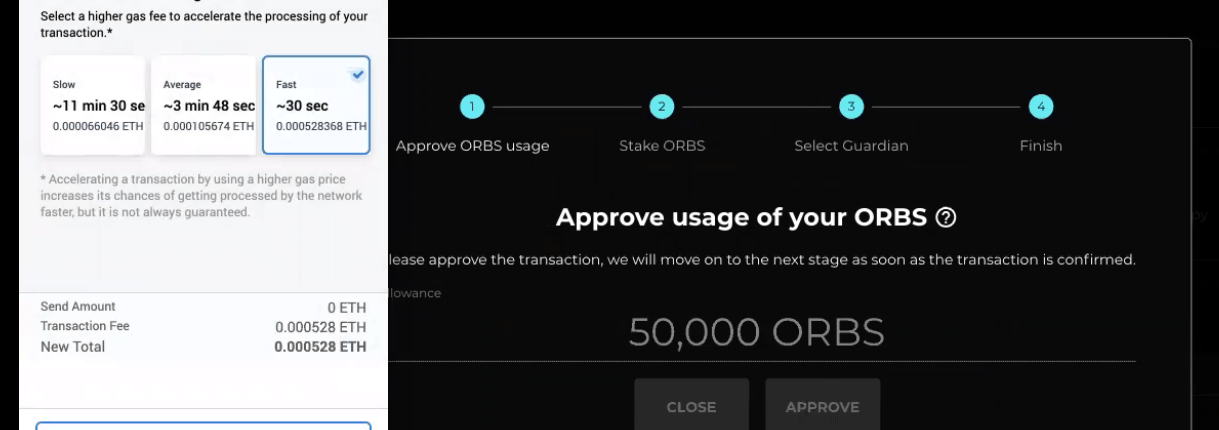 Select a higher gas fee to accelerate the processing of your
transaction.*
Slow
~11 min 30 se
0.000066046 ETH
Average
~3 min 48 sec
0.000105674 ETH
Fast
~30 sec
0.000528368 ETH
* Accelerating a transaction by using a higher gas price
increases its chances of getting processed by the network
faster, but it is not always guaranteed.
Send Amount 0 ETH
Transaction Fee 0.000528 ETH
New Total 0.000528 ETH
1 2 3 4
Approve ORBS usage Stake ORBS Select Guardian Finish
Approve usage of your ORBS ?
lease approve the transaction, we will move on to the next stage as soon as the transaction is confirmed.
llowance
50,000 ORBS
CLOSE APPROVE